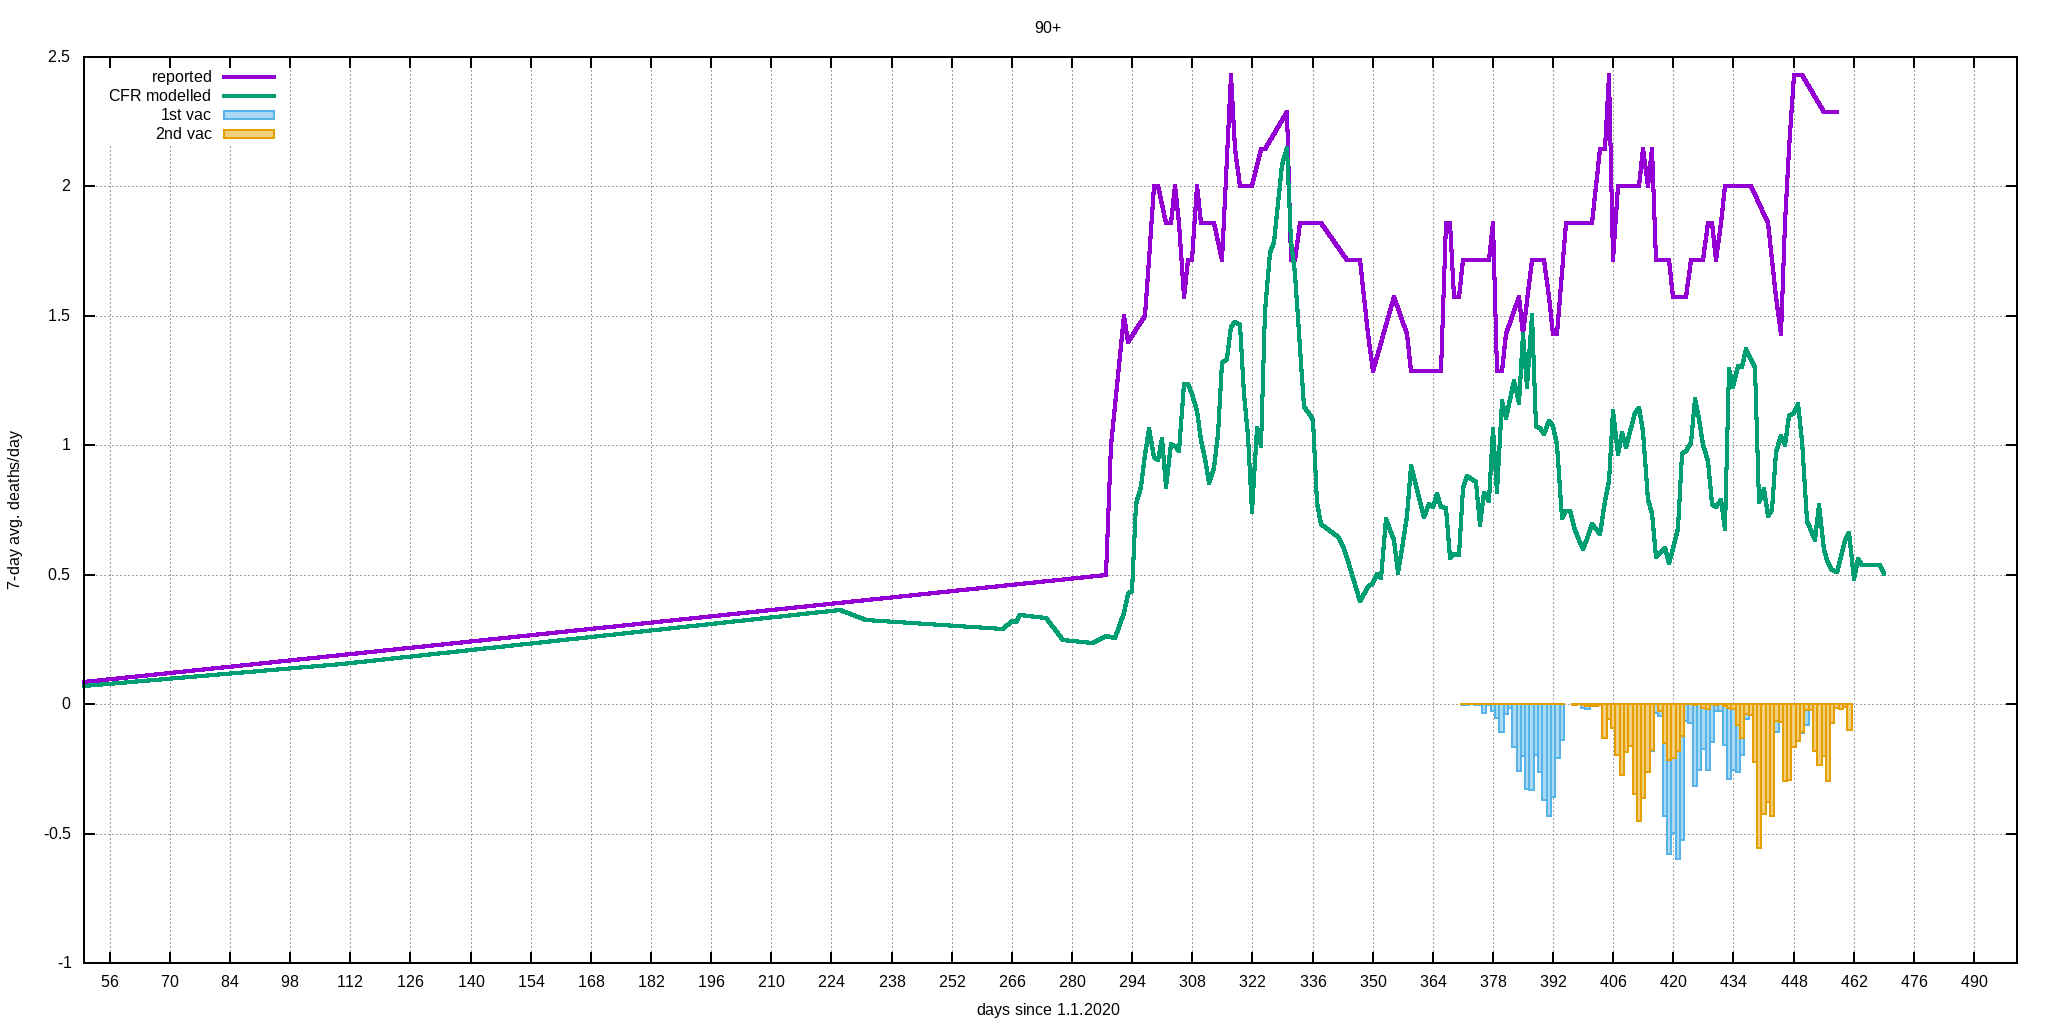 90+
reported
CFR modelled
1st vac
2nd vac
2.5
2
1.5
1
0.5
0
-0.5
-1
7-day avg. deaths/day
56 70 84 98 112 126 140 154 168 182 196 210 224 238 252 266 280 294 308 322 336 350 364 378 392 406 420 434 448 462 476 490
days since 1.1.2020